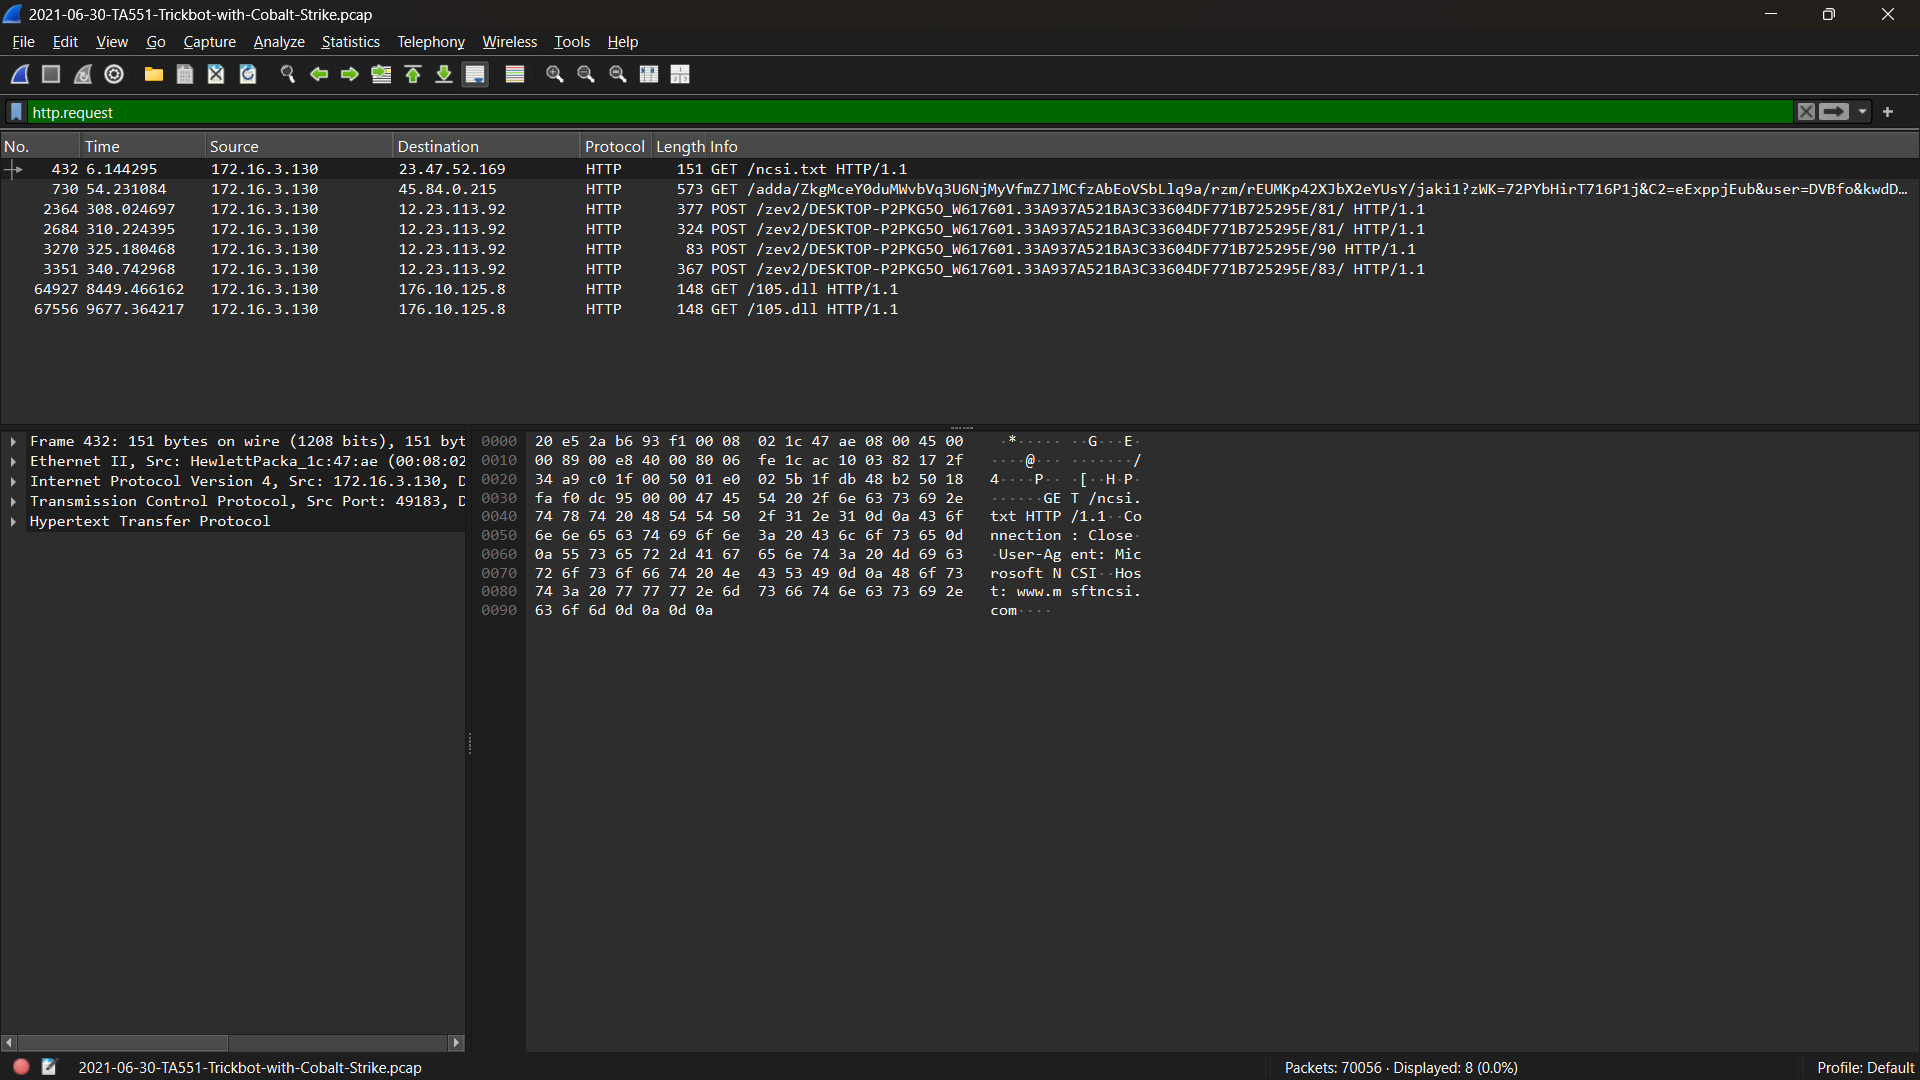 2021-06-30-TA551-Trickbot-with-Cobalt-Strike.pcap
File Edit View Go Capture Analyze Statistics Telephony Wireless Tools Help
http.request
No. Time Source Destination Protocol Length Info
432 6.144295 172.16.3.130 23.47.52.169 HTTP 151 GET /ncsi.txt HTTP/1.1
730 54.231084 172.16.3.130 45.84.0.215 HTTP 573 GET /adda/ZkgMceY0duMWvbVq3U6NjMyVfmZ7lMCfzAbEoVSbLlq9a/rzm/rEUMKp42XJbX2eYUsY/jaki1?zWK=72PYbHirT716P1j&C2=eExppjEub&user=DVBfo&kwdD…
2364 308.024697 172.16.3.130 12.23.113.92 HTTP 377 POST /zev2/DESKTOP-P2PKG5O_W617601.33A937A521BA3C33604DF771B725295E/81/ HTTP/1.1
2684 310.224395 172.16.3.130 12.23.113.92 HTTP 324 POST /zev2/DESKTOP-P2PKG5O_W617601.33A937A521BA3C33604DF771B725295E/81/ HTTP/1.1
3270 325.180468 172.16.3.130 12.23.113.92 HTTP 83 POST /zev2/DESKTOP-P2PKG5O_W617601.33A937A521BA3C33604DF771B725295E/90 HTTP/1.1
3351 340.742968 172.16.3.130 12.23.113.92 HTTP 367 POST /zev2/DESKTOP-P2PKG5O_W617601.33A937A521BA3C33604DF771B725295E/83/ HTTP/1.1
64927 8449.466162 172.16.3.130 176.10.125.8 HTTP 148 GET /105.dll HTTP/1.1
67556 9677.364217 172.16.3.130 176.10.125.8 HTTP 148 GET /105.dll HTTP/1.1
Frame 432: 151 bytes on wire (1208 bits), 151 byt
Ethernet II, Src: HewlettPacka_1c:47:ae (00:08:02
Internet Protocol Version 4, Src: 172.16.3.130, D
Transmission Control Protocol, Src Port: 49183, D
Hypertext Transfer Protocol
0000 20 e5 2a b6 93 f1 00 08 02 1c 47 ae 08 00 45 00 ·*····· ··G···E·
0010 00 89 00 e8 40 00 80 06 fe 1c ac 10 03 82 17 2f ····@··· ·······/
0020 34 a9 c0 1f 00 50 01 e0 02 5b 1f db 48 b2 50 18 4····P·· ·[··H·P·
0030 fa f0 dc 95 00 00 47 45 54 20 2f 6e 63 73 69 2e ······GE T /ncsi.
0040 74 78 74 20 48 54 54 50 2f 31 2e 31 0d 0a 43 6f txt HTTP /1.1··Co
0050 6e 6e 65 63 74 69 6f 6e 3a 20 43 6c 6f 73 65 0d nnection : Close·
0060 0a 55 73 65 72 2d 41 67 65 6e 74 3a 20 4d 69 63 ·User-Ag ent: Mic
0070 72 6f 73 6f 66 74 20 4e 43 53 49 0d 0a 48 6f 73 rosoft N CSI··Hos
0080 74 3a 20 77 77 77 2e 6d 73 66 74 6e 63 73 69 2e t: www.m sftncsi.
0090 63 6f 6d 0d 0a 0d 0a com····
2021-06-30-TA551-Trickbot-with-Cobalt-Strike.pcap
Packets: 70056 · Displayed: 8 (0.0%)
Profile: Default